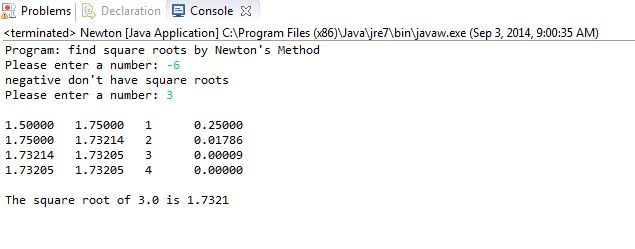 Problems Declaration Console
<terminated> Newton [Java Application] C:\Program Files (x86)\Java\jre7\bin\javaw.exe (Sep 3, 2014, 9:00:35 AM)
Program: find square roots by Newton's Method
Please enter a number: -6
negative don't have square roots
Please enter a number: 3
1.50000 1.75000 1 0.25000
1.75000 1.73214 2 0.01786
1.73214 1.73205 3 0.00009
1.73205 1.73205 4 0.00000
The square root of 3.0 is 1.7321